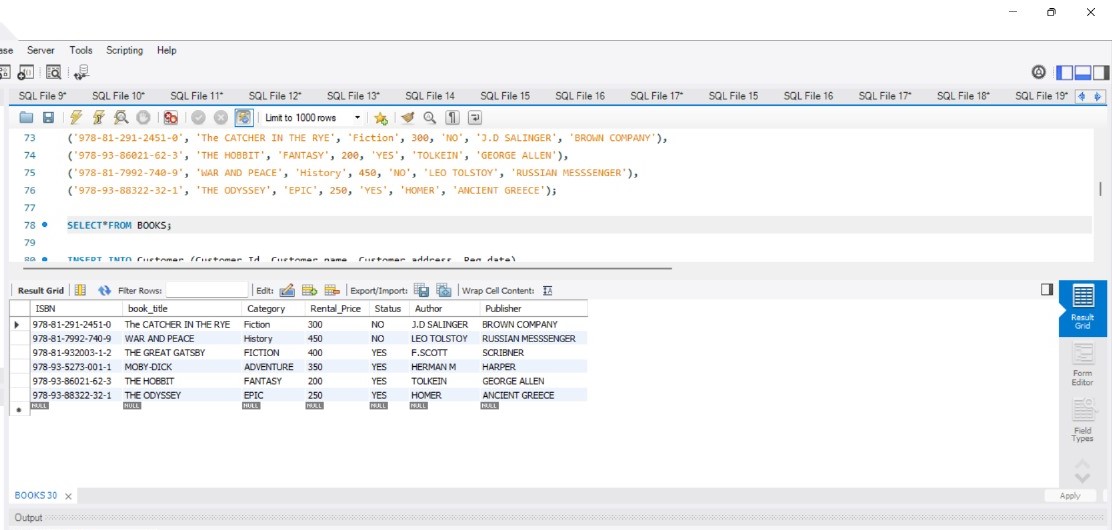 Server Tools Scripting Help
SQL File 9* SQL File 10* SQL File 11* SQL File 12* SQL File 13* SQL File 14 SQL File 15 SQL File 16 SQL File 17* SQL File 15 SQL File 16 SQL File 17* SQL File 18* SQL File 19*
Limit to 1000 rows
73 ('978-81-291-2451-0', 'The CATCHER IN THE RYE', 'Fiction', 300, 'NO', 'J.D SALINGER', 'BROWN COMPANY'),
74 ('978-93-86021-62-3', 'THE HOBBIT', 'FANTASY', 200, 'YES', 'TOLKEIN', 'GEORGE ALLEN'),
75 ('978-81-7992-740-9', 'WAR AND PEACE', 'History', 450, 'NO', 'LEO TOLSTOY', 'RUSSIAN MESSSENGER'),
76 ('978-93-88322-32-1', 'THE ODYSSEY', 'EPIC', 250, 'YES', 'HOMER', 'ANCIENT GREECE');
77
78 SELECT*FROM BOOKS;
79
80 INSERT INTO Customer (Customer_Id, Customer_name, Customer_address, Reg_date)
Result Grid Filter Rows: Edit: Export/Import: Wrap Cell Content:
ISBN book_title Category Rental_Price Status Author Publisher
978-81-291-2451-0 The CATCHER IN THE RYE Fiction 300 NO J.D SALINGER BROWN COMPANY
978-81-7992-740-9 WAR AND PEACE History 450 NO LEO TOLSTOY RUSSIAN MESSSENGER
978-81-932003-1-2 THE GREAT GATSBY FICTION 400 YES F.SCOTT SCRIBNER
978-93-5273-001-1 MOBY-DICK ADVENTURE 350 YES HERMAN M HARPER
978-93-86021-62-3 THE HOBBIT FANTASY 200 YES TOLKEIN GEORGE ALLEN
978-93-88322-32-1 THE ODYSSEY EPIC 250 YES HOMER ANCIENT GREECE
NULL NULL NULL NULL NULL NULL NULL
Result
Grid
Form
Editor
Field
Types
BOOKS 30 Apply
Output